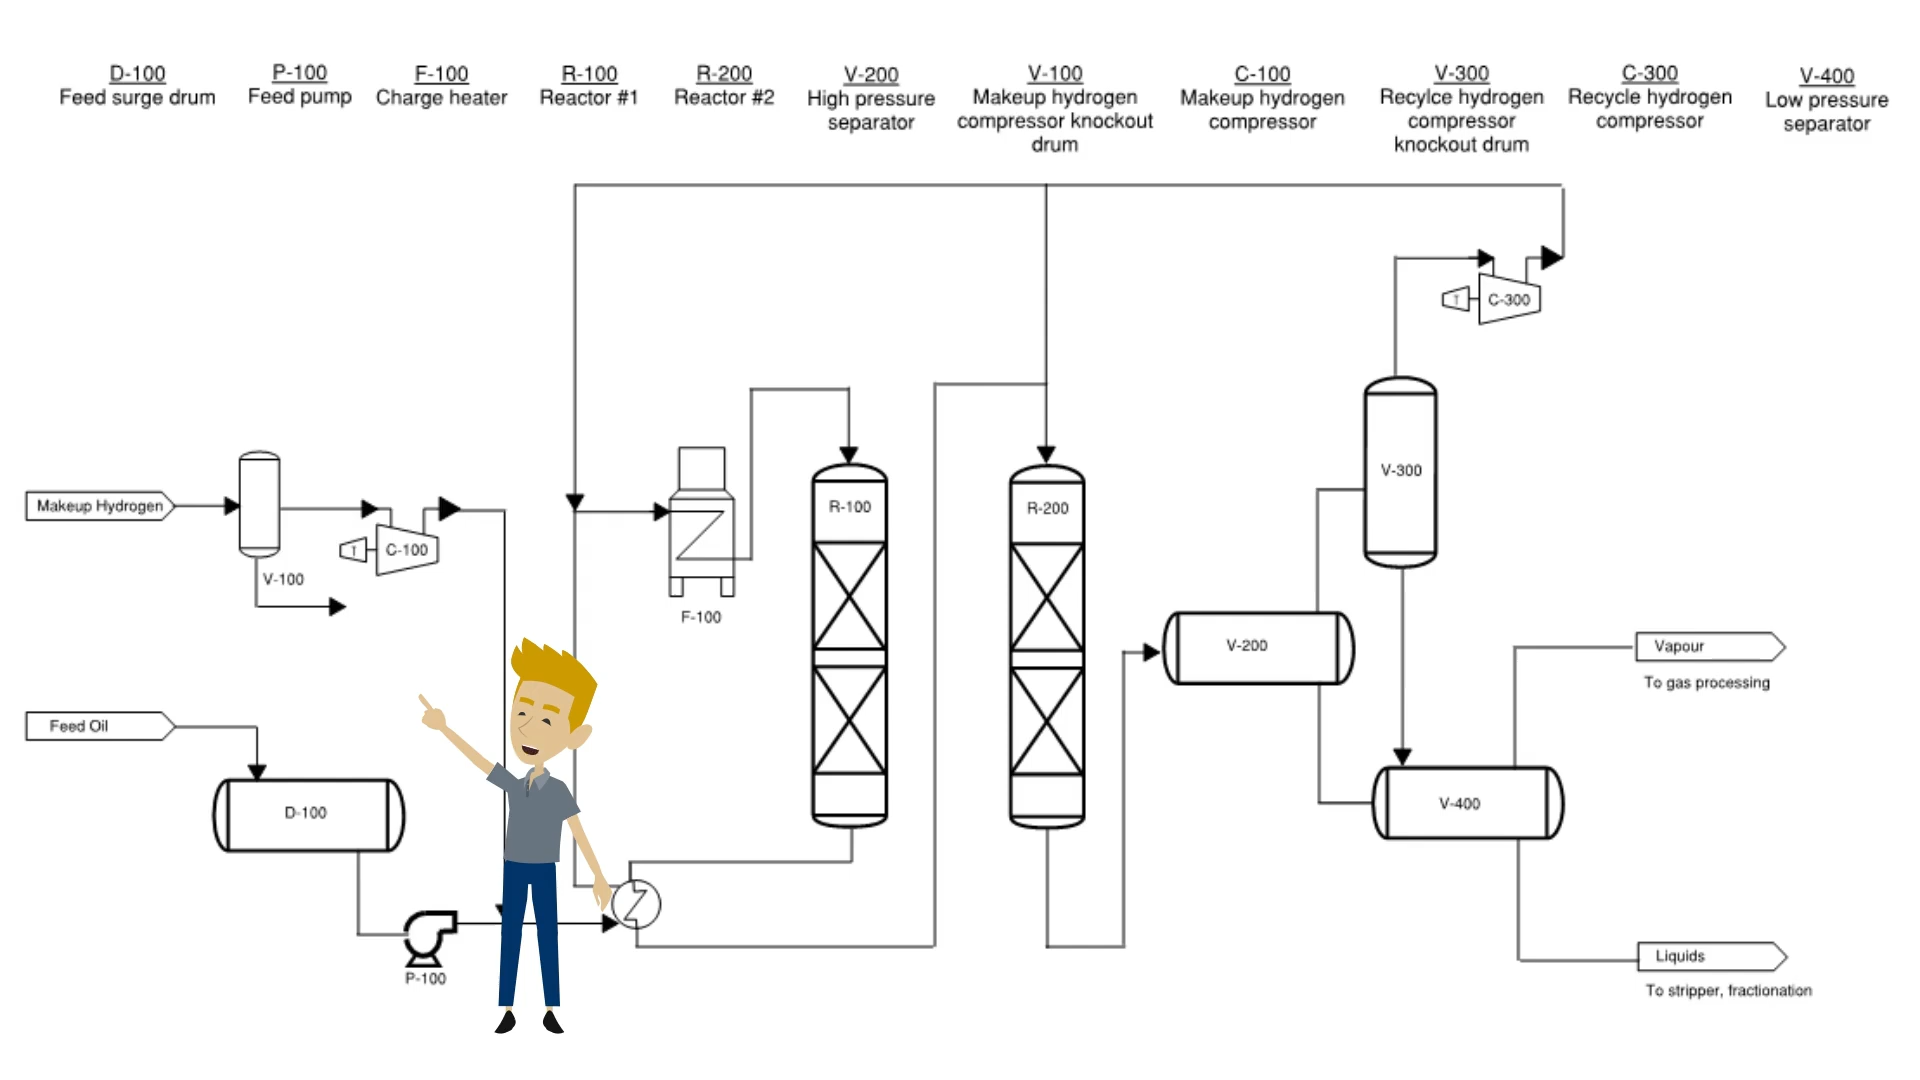 D-100
Feed surge drum
P-100
Feed pump
F-100
Charge heater
R-100
Reactor #1
R-200
Reactor #2
V-200
High pressure
separator
V-100
Makeup hydrogen
compressor knockout
drum
C-100
Makeup hydrogen
compressor
V-300
Recylce hydrogen
compressor
knockout drum
C-300
Recycle hydrogen
compressor
V-400
Low pressure
separator
T
C-300
V-300
Makeup Hydrogen
V-100
T
C-100
F-100
R-100
R-200
V-200
Vapour
To gas processing
Feed Oil
D-100
V-400
P-100
Liquids
To stripper, fractionation